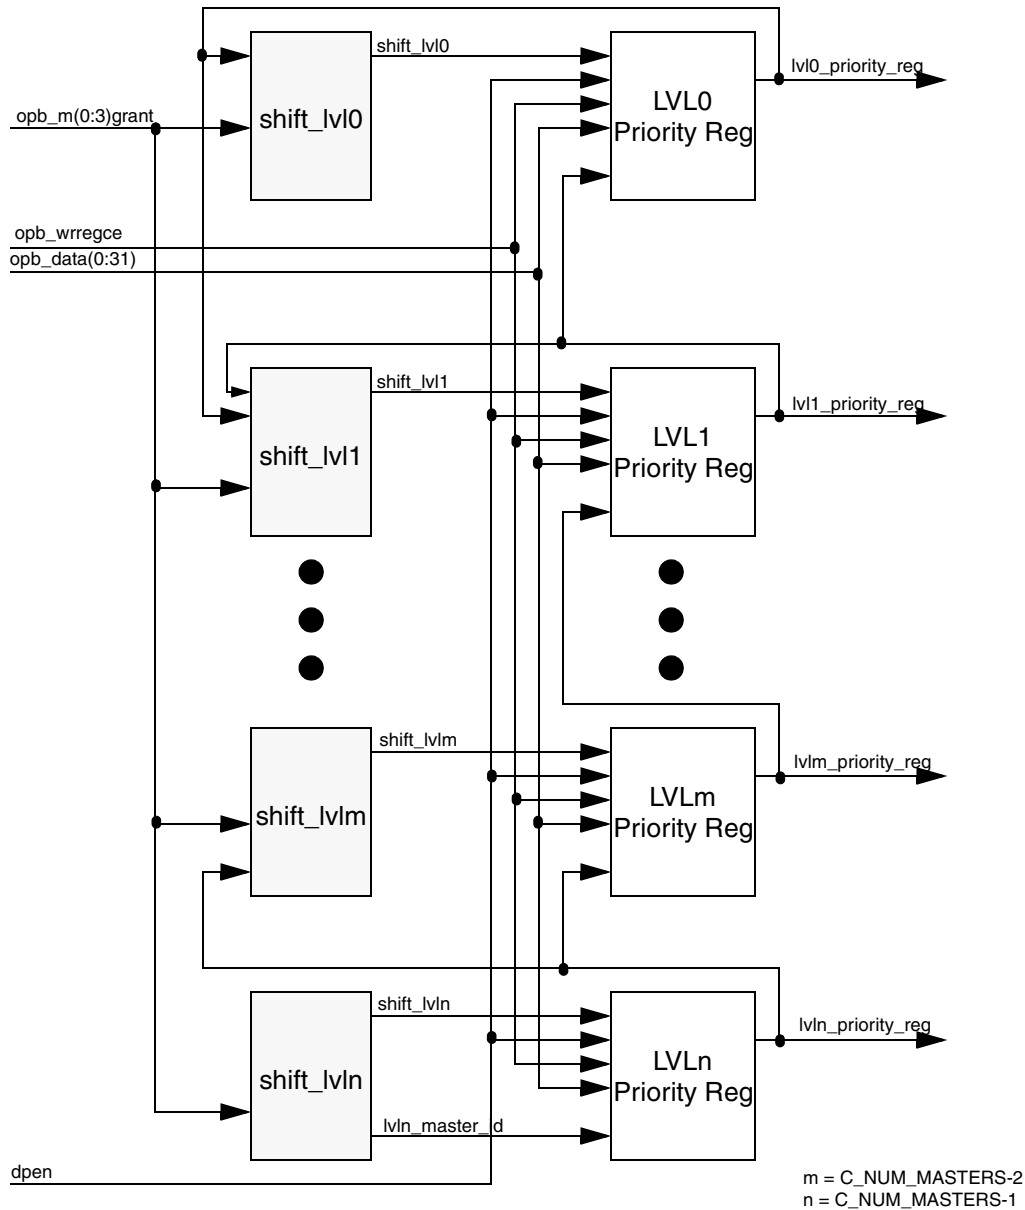 shift_lvl0
lvl0_priority_reg
LVL0
Priority Reg
opb_m(0:3)grant
shift_lvl0
opb_wrregce
opb_data(0:31)
shift_lvl1
lvl1_priority_reg
LVL1
Priority Reg
shift_lvl1
shift_lvlm
lvlm_priority_reg
LVLm
Priority Reg
shift_lvlm
shift_lvln
lvln_priority_reg
LVLn
Priority Reg
shift_lvln
lvln_master_id
dpen
m = C_NUM_MASTERS-2
n = C_NUM_MASTERS-1